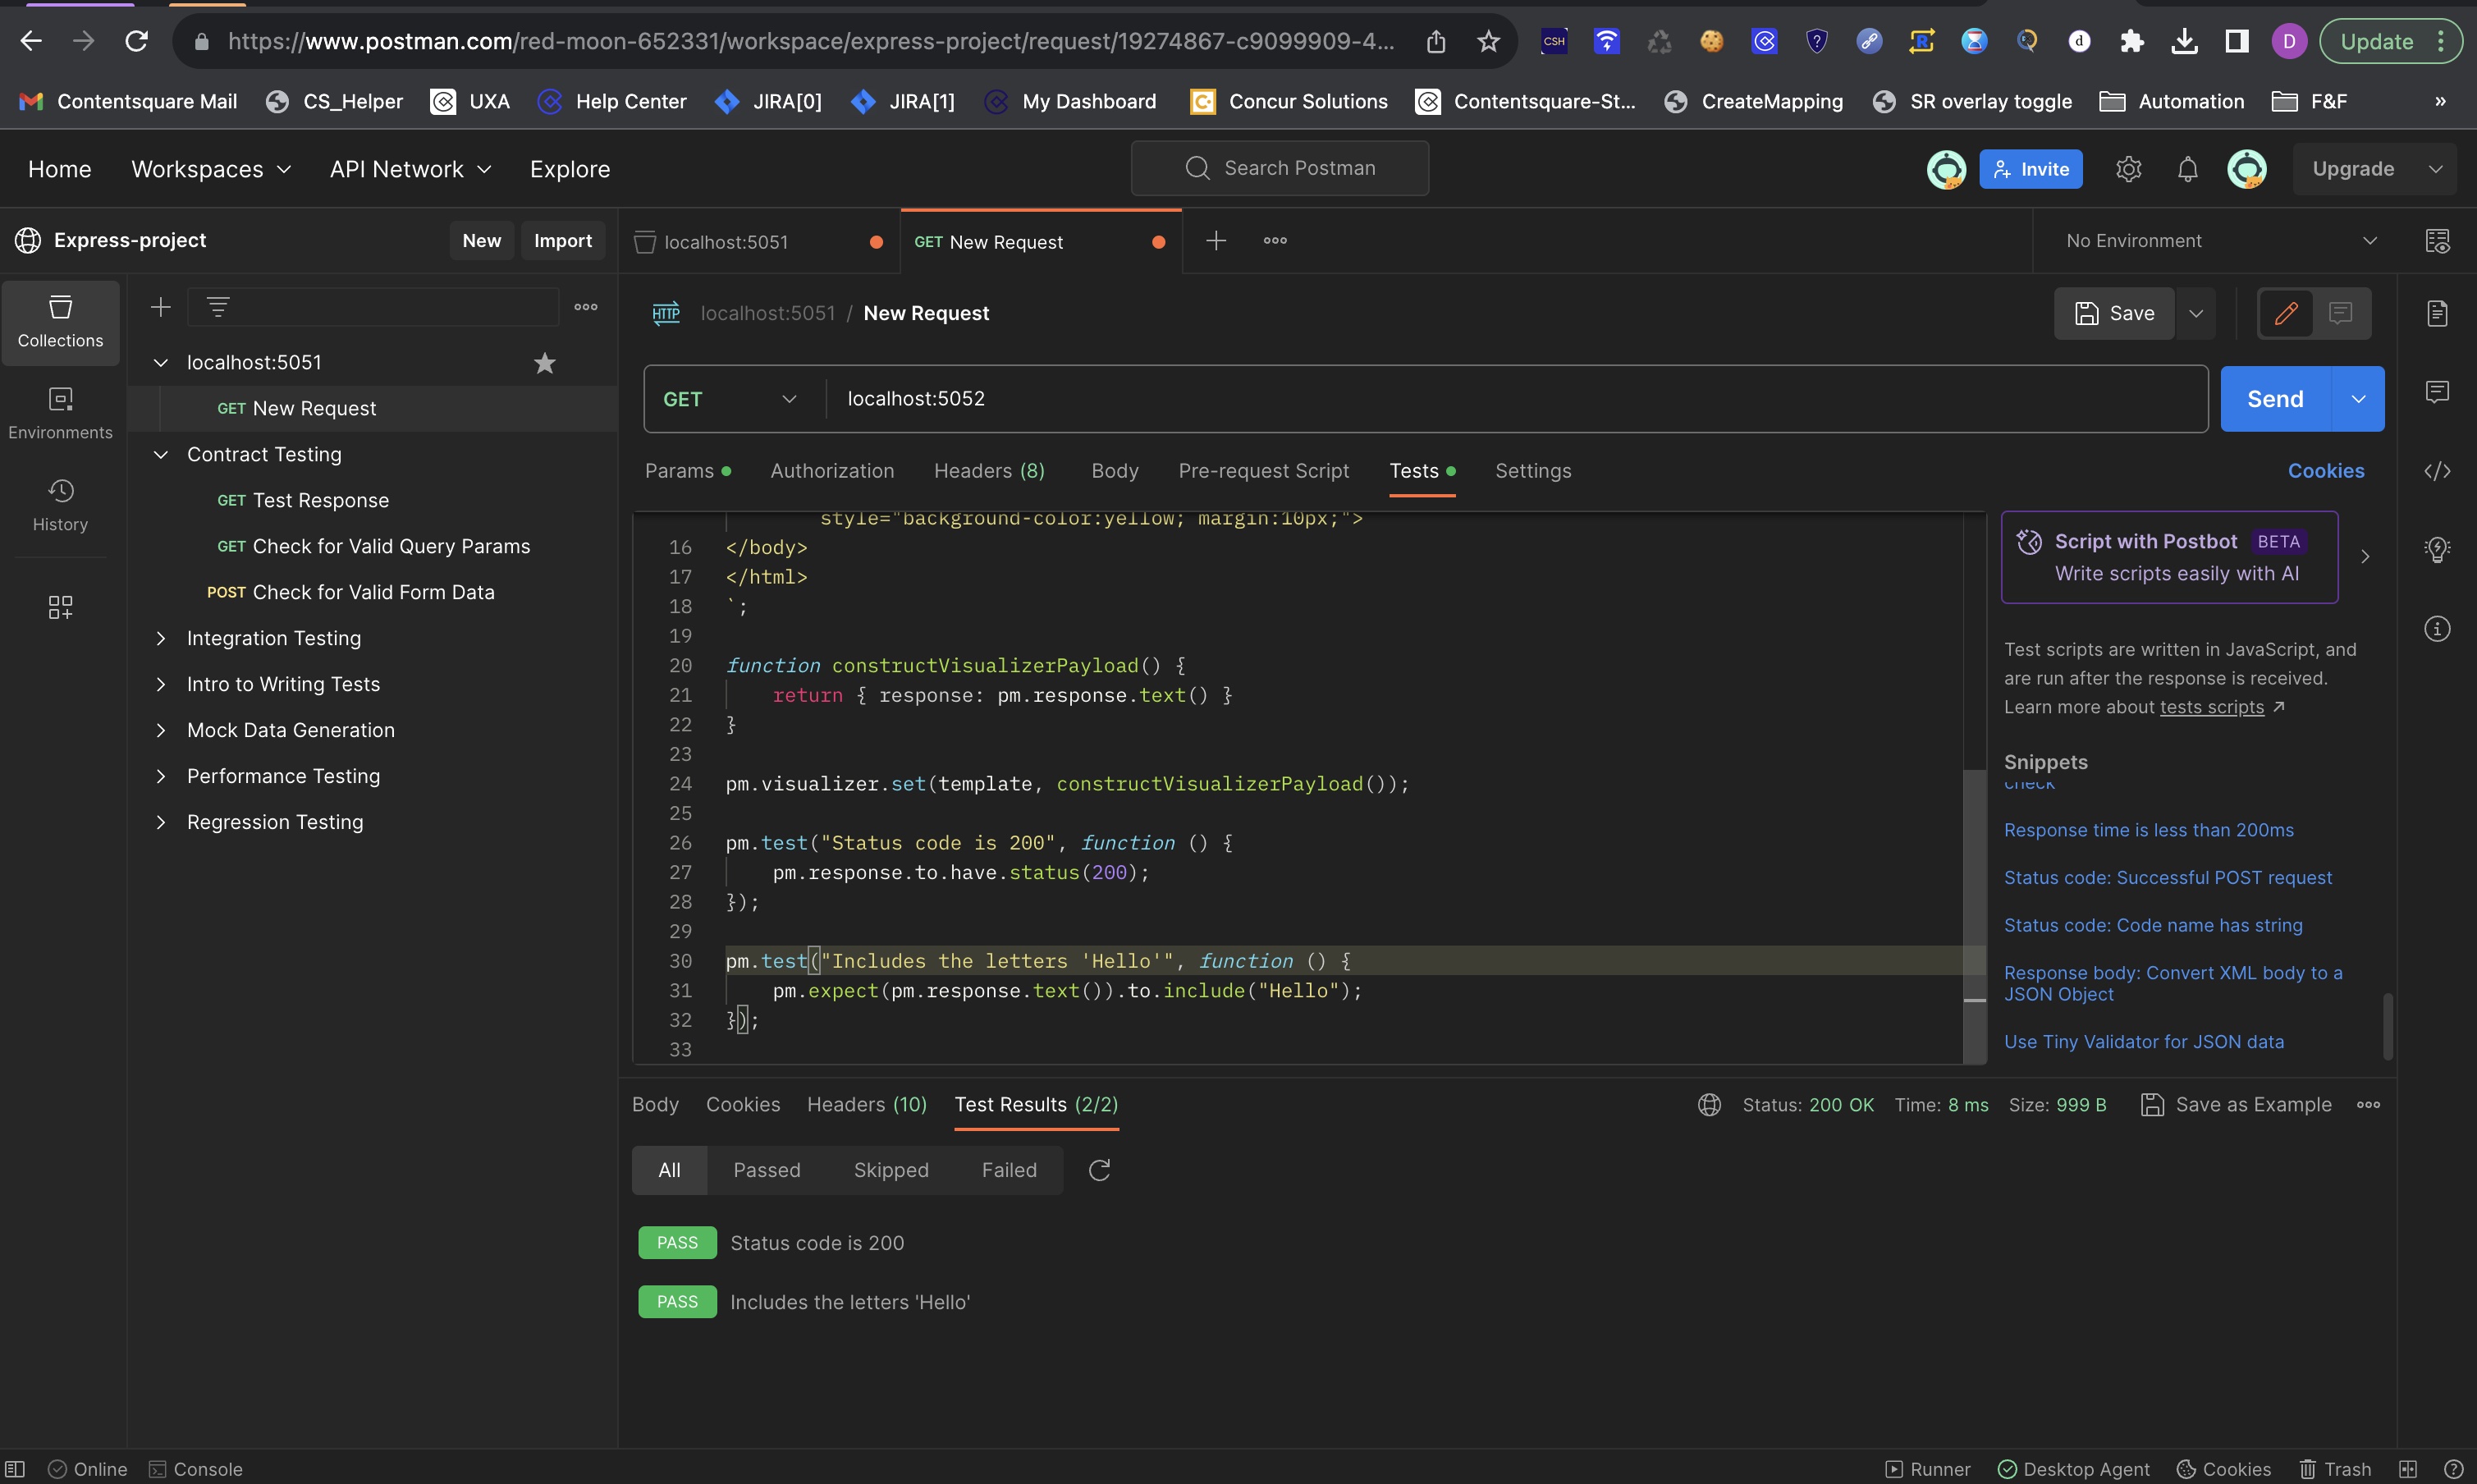 https://www.postman.com/red-moon-652331/workspace/express-project/request/19274867-c9099909-4...
CSH
D
Update
Contentsquare Mail
CS_Helper
UXA
Help Center
JIRA[0]
JIRA[1]
My Dashboard
Concur Solutions
Contentsquare-St...
CreateMapping
SR overlay toggle
Automation
F&F
»
Home
Workspaces
API Network
Explore
Search Postman
Invite
Upgrade
Express-project
New
Import
localhost:5051
GET New Request
No Environment
Collections
Environments
History
localhost:5051
GET New Request
Contract Testing
GET Test Response
GET Check for Valid Query Params
POST Check for Valid Form Data
Integration Testing
Intro to Writing Tests
Mock Data Generation
Performance Testing
Regression Testing
HTTP
localhost:5051 / New Request
Save
GET
localhost:5052
Send
Params
Authorization
Headers (8)
Body
Pre-request Script
Tests
Settings
Cookies
style="background-color:yellow; margin:10px;">
16 </body>
17 </html>
18 `;
19
20 function constructVisualizerPayload() {
21 return { response: pm.response.text() }
22 }
23
24 pm.visualizer.set(template, constructVisualizerPayload());
25
26 pm.test("Status code is 200", function () {
27 pm.response.to.have.status(200);
28 });
29
30 pm.test("Includes the letters 'Hello'", function () {
31 pm.expect(pm.response.text()).to.include("Hello");
32 });
33
Script with Postbot BETA
Write scripts easily with AI
Test scripts are written in JavaScript, and
are run after the response is received.
Learn more about tests scripts ↗
Snippets
check
Response time is less than 200ms
Status code: Successful POST request
Status code: Code name has string
Response body: Convert XML body to a
JSON Object
Use Tiny Validator for JSON data
Body
Cookies
Headers (10)
Test Results (2/2)
Status: 200 OK
Time: 8 ms
Size: 999 B
Save as Example
All
Passed
Skipped
Failed
PASS Status code is 200
PASS Includes the letters 'Hello'
Online
Console
Runner
Desktop Agent
Cookies
Trash